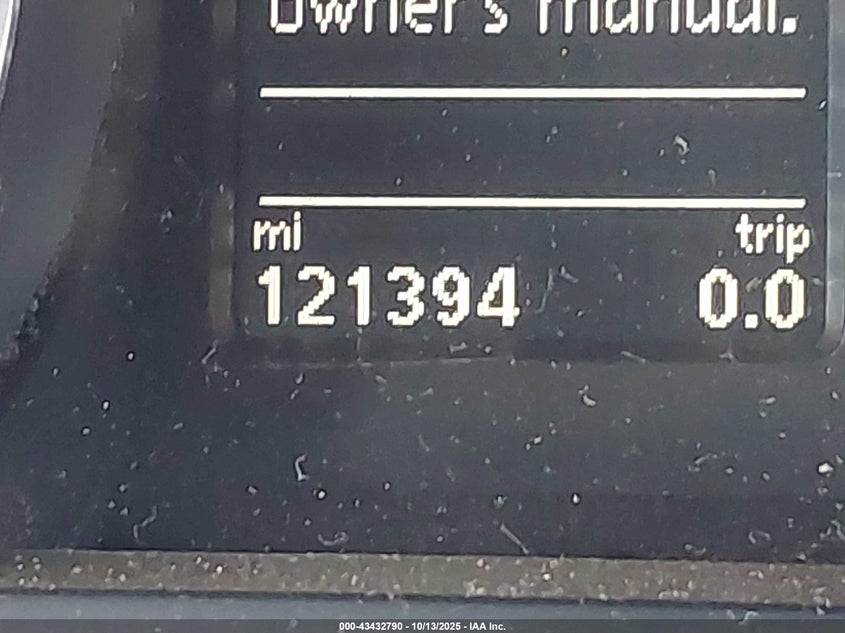 owner's manual.
mi trip
121394 0.0
000-43432790 - 10/13/2025 - IAA Inc.